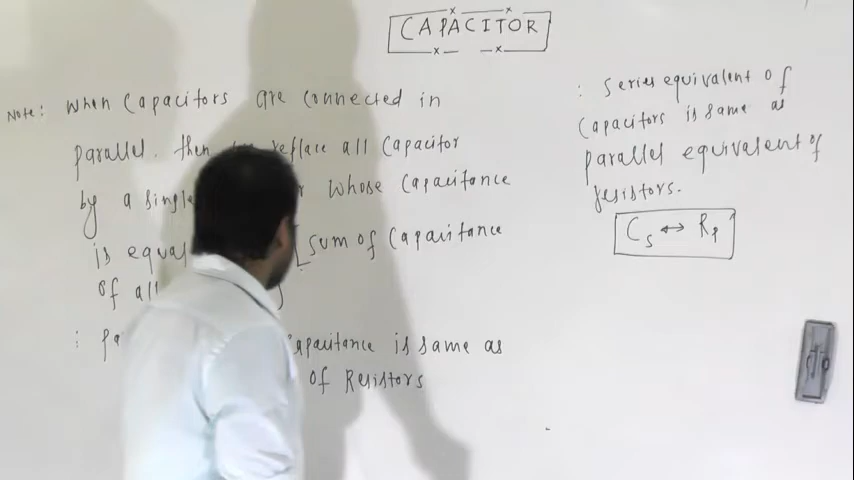 CAPACITOR
Note: When Capacitors are connected in
parallel. then replace all Capacitor
by a single whose Capacitance
is equal sum of Capacitance
of all
: Capacitance is same as
of Resistors
: Series equivalent of
Capacitors is same as
parallel equivalent of
resistors.
Cs ↔ Rp